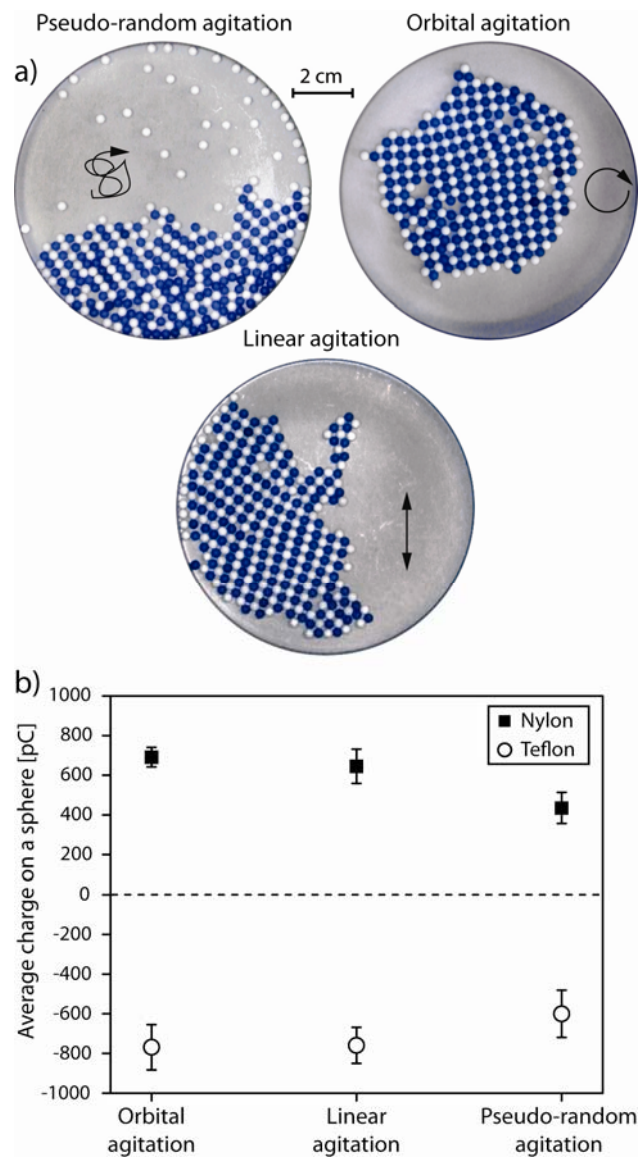 Pseudo-random agitation
Orbital agitation
a)
2 cm
Linear agitation
b)
1000
800
600
400
200
0
-200
-400
-600
-800
-1000
Average charge on a sphere [pC]
Nylon
Teflon
Orbital
agitation
Linear
agitation
Pseudo-random
agitation